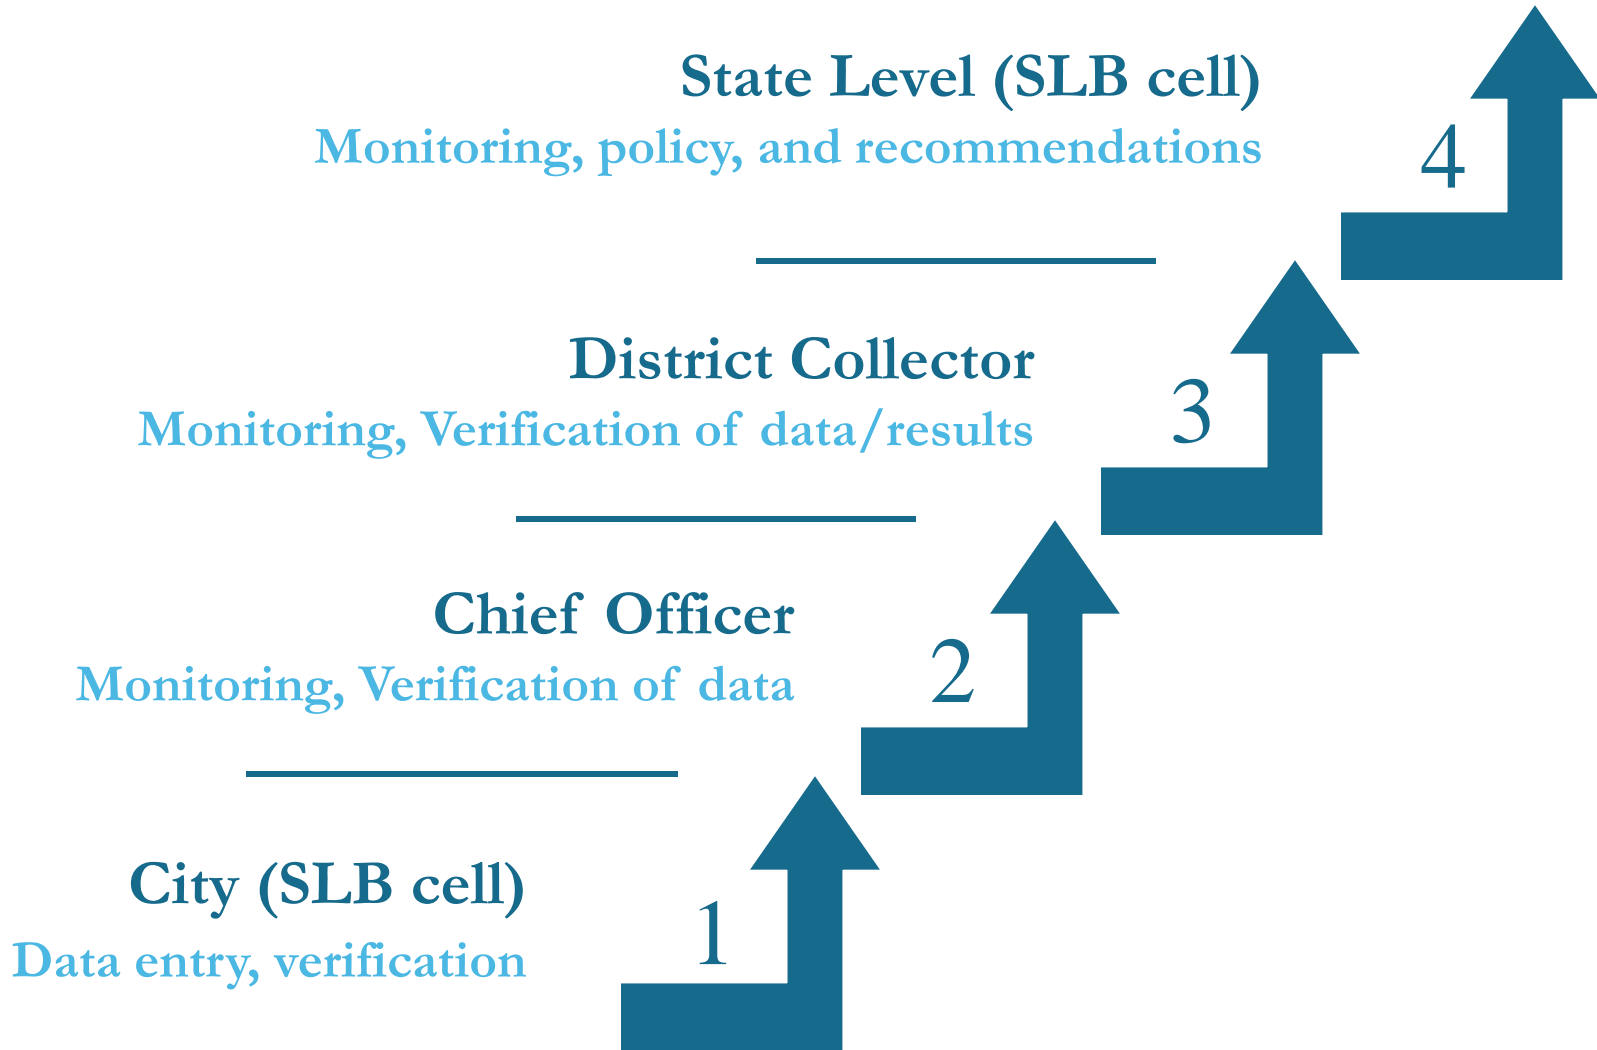 State Level (SLB cell)
Monitoring, policy, and recommendations
4
District Collector
Monitoring, Verification of data/results
3
Chief Officer
Monitoring, Verification of data
2
City (SLB cell)
Data entry, verification
1